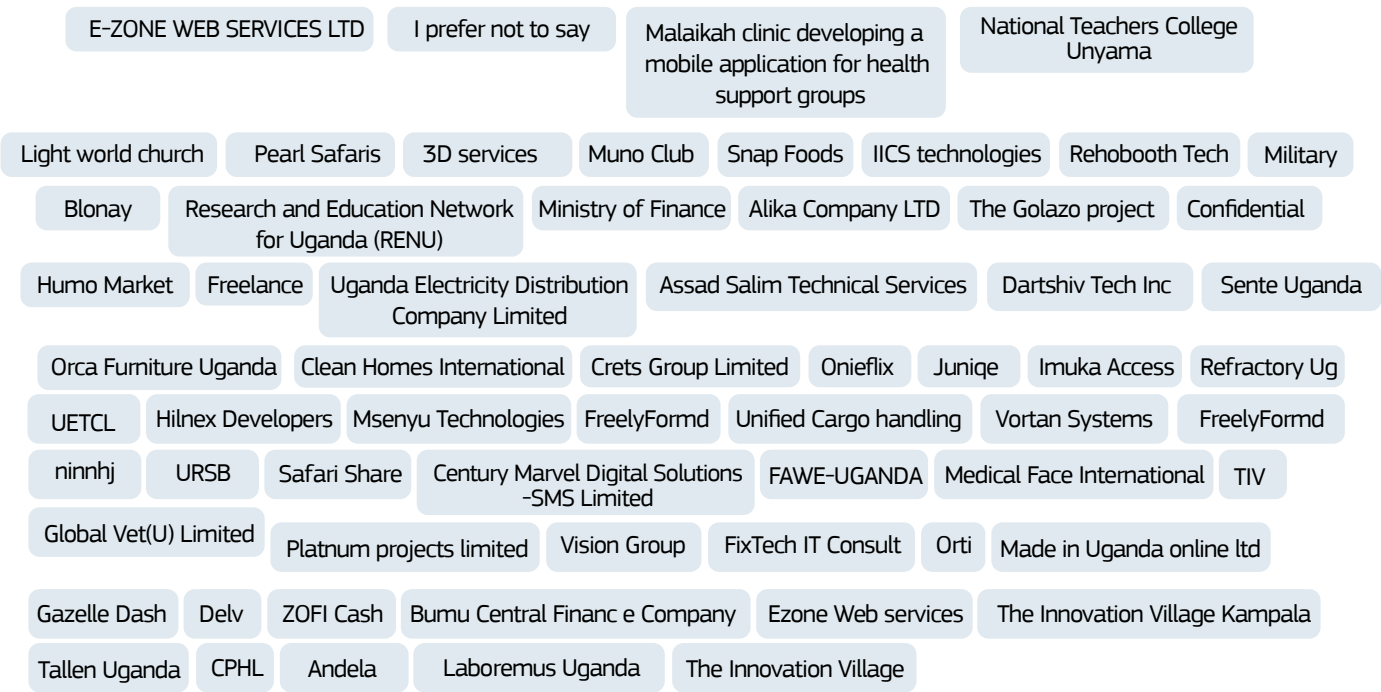 E-ZONE WEB SERVICES LTD
I prefer not to say
Malaikah clinic developing a
mobile application for health
support groups
National Teachers College
Unyama
Light world church
Pearl Safaris
3D services
Muno Club
Snap Foods
IICS technologies
Rehobooth Tech
Military
Blonay
Research and Education Network
for Uganda (RENU)
Ministry of Finance
Alika Company LTD
The Golazo project
Confidential
Humo Market
Freelance
Uganda Electricity Distribution
Company Limited
Assad Salim Technical Services
Dartshiv Tech Inc
Sente Uganda
Orca Furniture Uganda
Clean Homes International
Crets Group Limited
Onieflix
Juniqe
Imuka Access
Refractory Ug
UETCL
Hilnex Developers
Msenyu Technologies
FreelyFormd
Unified Cargo handling
Vortan Systems
FreelyFormd
ninnhj
URSB
Safari Share
Century Marvel Digital Solutions
-SMS Limited
FAWE-UGANDA
Medical Face International
TIV
Global Vet(U) Limited
Platnum projects limited
Vision Group
FixTech IT Consult
Orti
Made in Uganda online ltd
Gazelle Dash
Delv
ZOFI Cash
Bumu Central Financ e Company
Ezone Web services
The Innovation Village Kampala
Tallen Uganda
CPHL
Andela
Laboremus Uganda
The Innovation Village